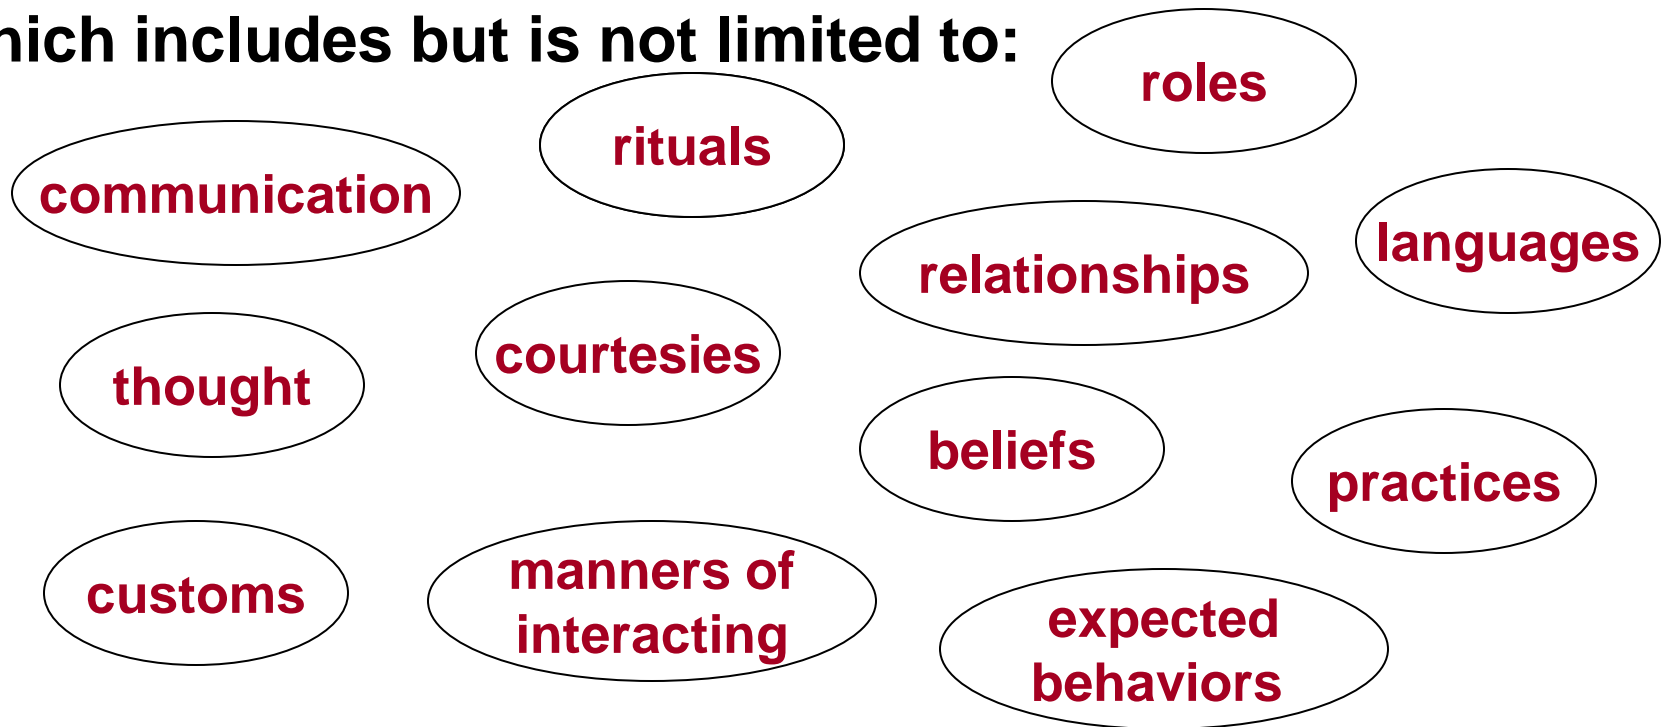 hich includes but is not limited to:
roles
rituals
communication
languages
relationships
courtesies
thought
beliefs
practices
manners of
interacting
customs
expected
behaviors